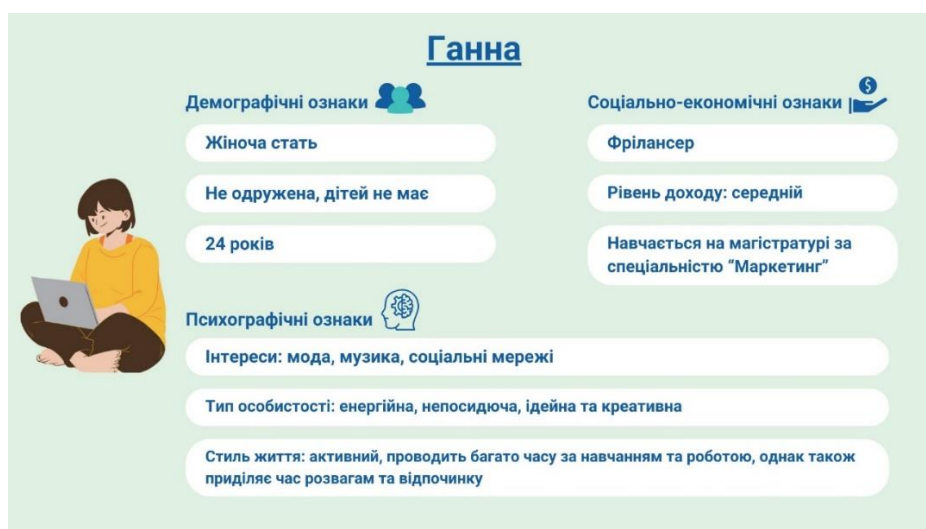 Ганна
Демографічні ознаки
Жіноча стать
Не одружена, дітей не має
24 років
Соціально-економічні ознаки
$
Фрілансер
Рівень доходу: середній
Навчається на магістратурі за
спеціальністю “Маркетинг”
Психографічні ознаки
Інтереси: мода, музика, соціальні мережі
Тип особистості: енергійна, непосидюча, ідейна та креативна
Стиль життя: активний, проводить багато часу за навчанням та роботою, однак також
приділяє час розвагам та відпочинку